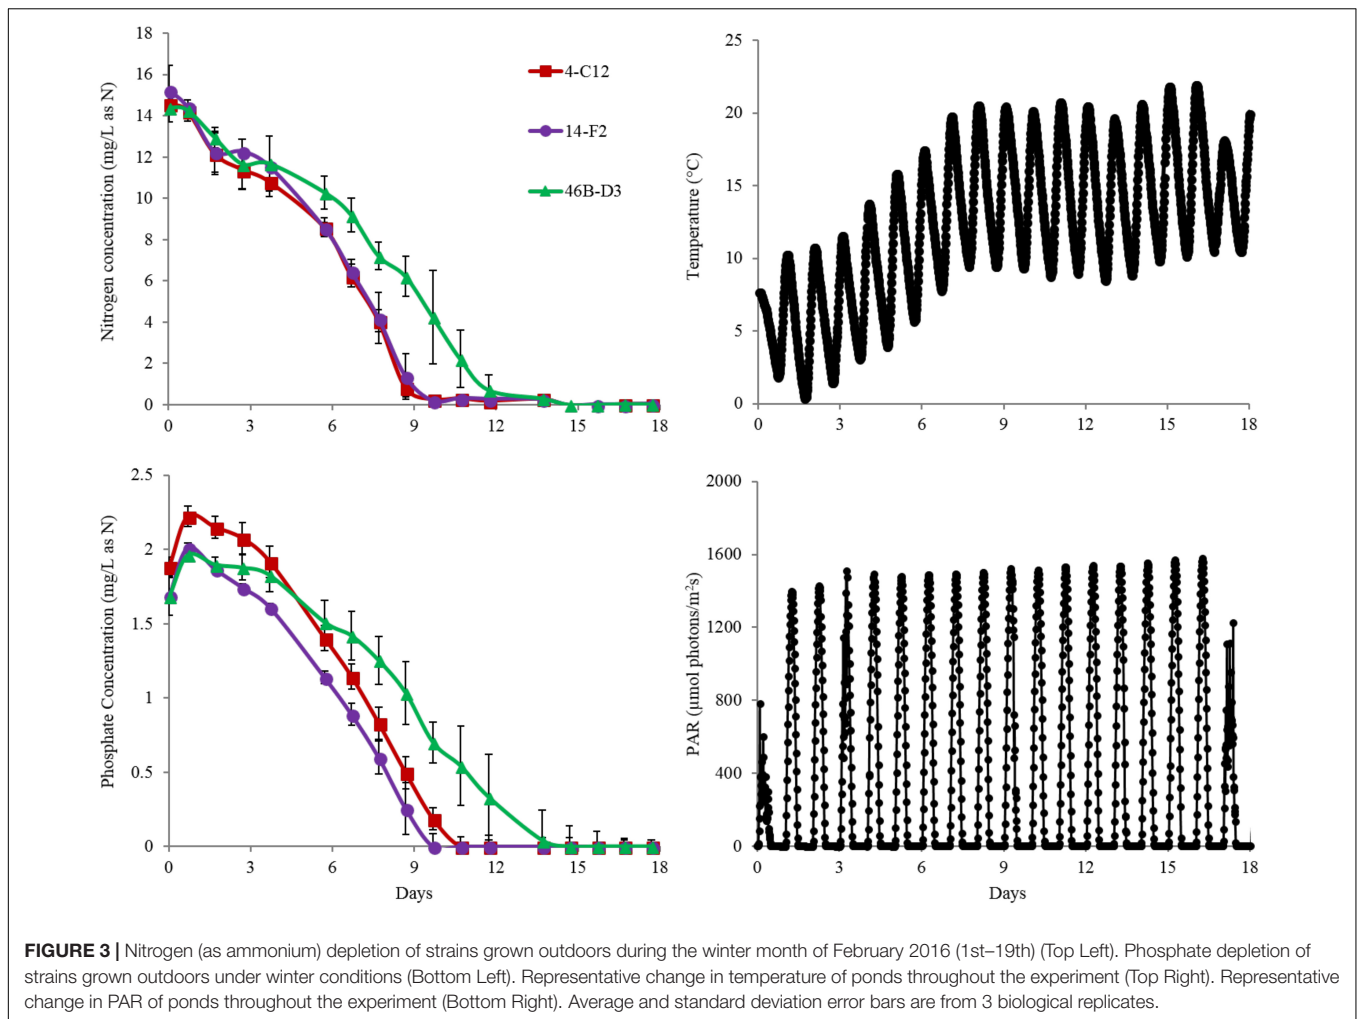 18
16
14
12
10
8
6
4
2
0
Nitrogen concentration (mg/L as N)
0 3 6 9 12 15 18
4-C12
14-F2
46B-D3
25
20
15
10
5
0
Temperature (°C)
0 3 6 9 12 15 18
2.5
2
1.5
1
0.5
0
Phosphate Concentration (mg/L as N)
0 3 6 9 12 15 18
Days
2000
1600
1200
800
400
0
PAR (µmol photons/m²s)
0 3 6 9 12 15 18
Days
FIGURE 3 | Nitrogen (as ammonium) depletion of strains grown outdoors during the winter month of February 2016 (1st–19th) (Top Left). Phosphate depletion of
strains grown outdoors under winter conditions (Bottom Left). Representative change in temperature of ponds throughout the experiment (Top Right). Representative
change in PAR of ponds throughout the experiment (Bottom Right). Average and standard deviation error bars are from 3 biological replicates.